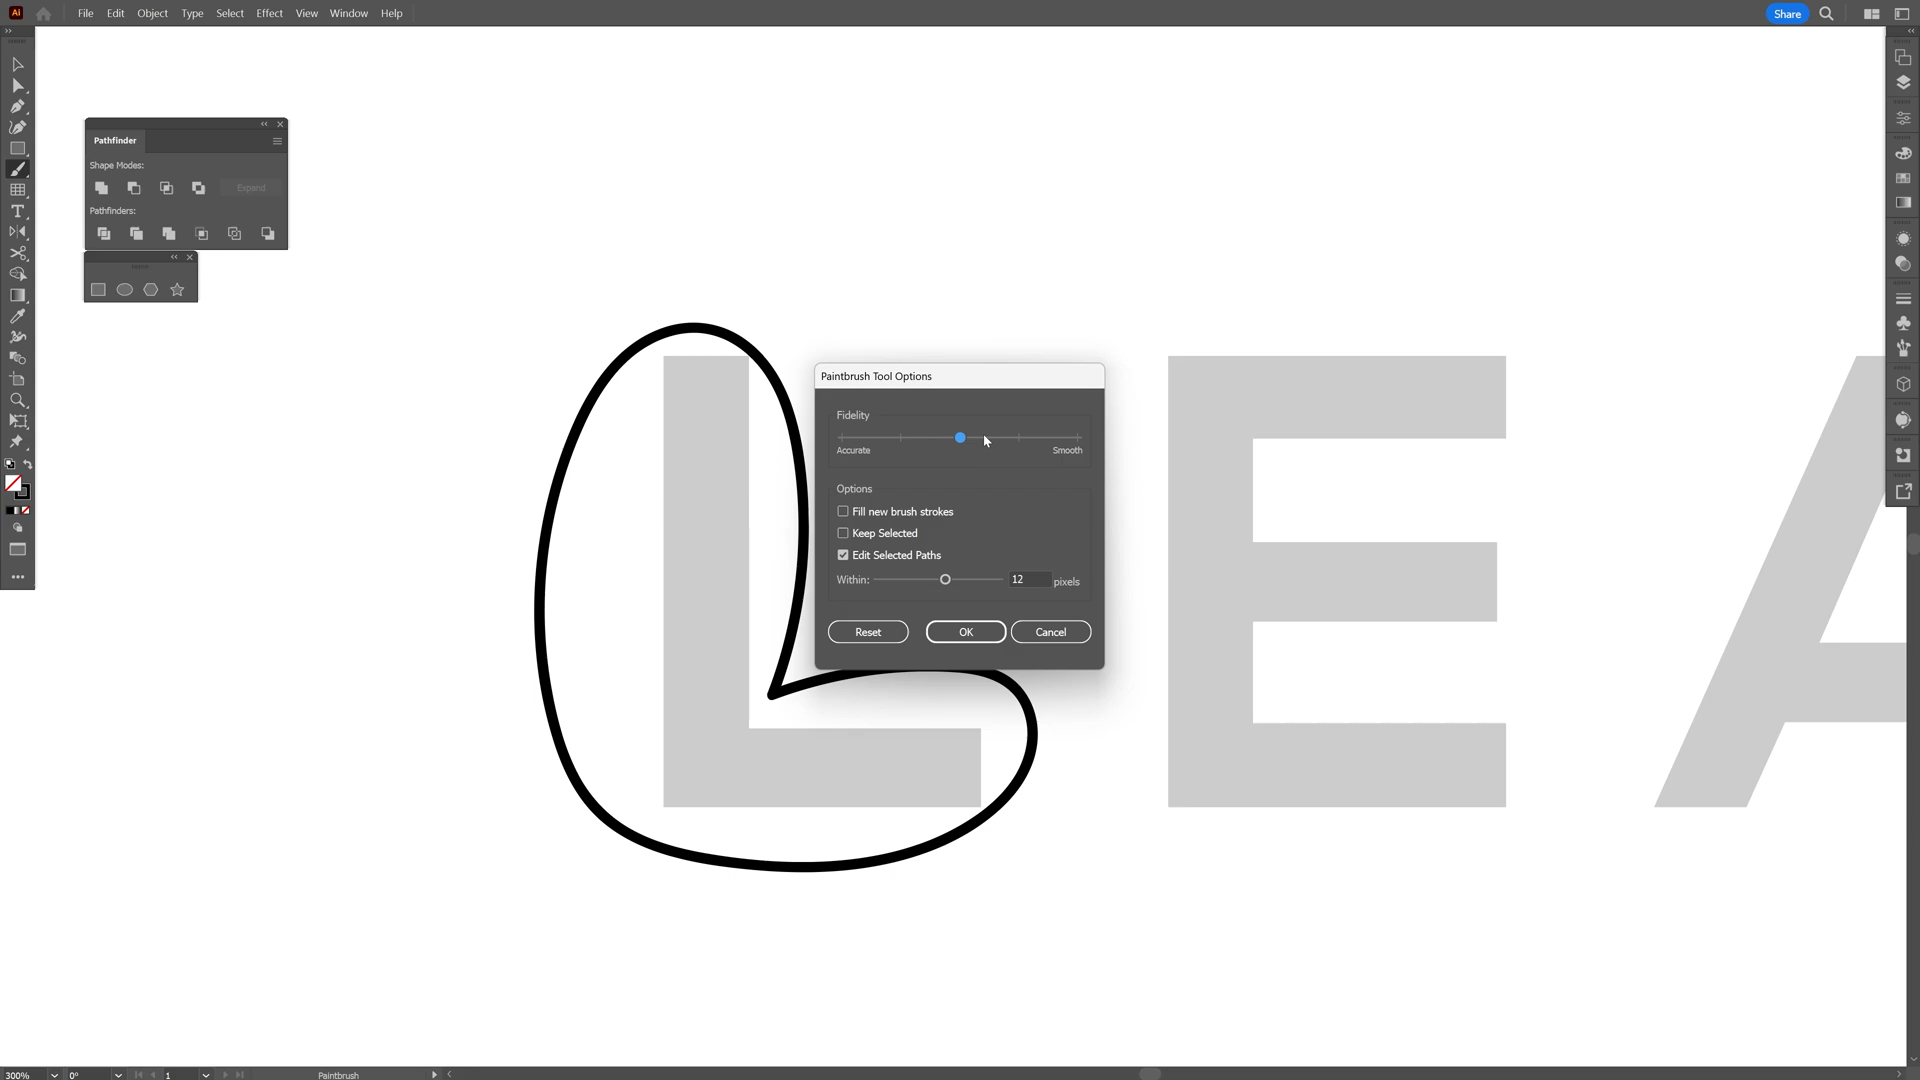 Ai File Edit Object Type Select Effect View Window Help Share
Pathfinder
Shape Modes:
Expand
Pathfinders:
Paintbrush Tool Options
Fidelity
Accurate Smooth
Options
Fill new brush strokes
Keep Selected
Edit Selected Paths
Within: 12 pixels
Reset OK Cancel
L E A
300% 0° 1 Paintbrush